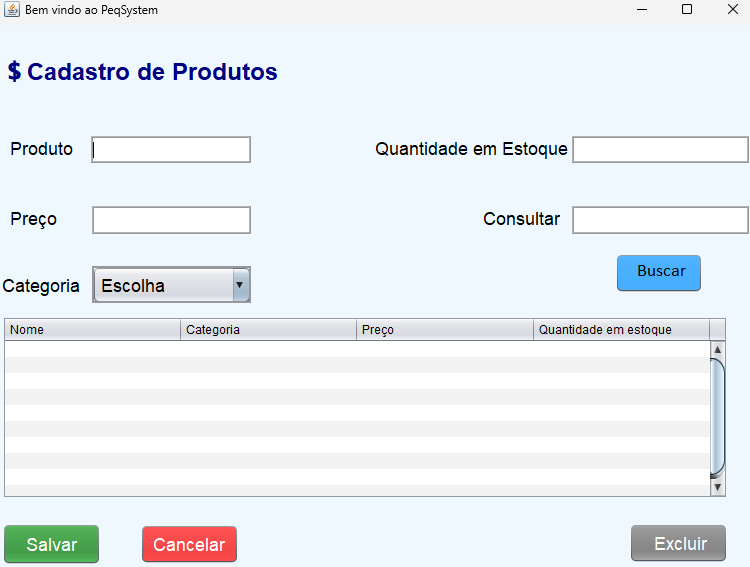 Bem vindo ao PeqSystem
$ Cadastro de Produtos
Produto
Quantidade em Estoque
Preço
Consultar
Categoria
Escolha
Buscar
Nome Categoria Preço Quantidade em estoque
Salvar Cancelar Excluir